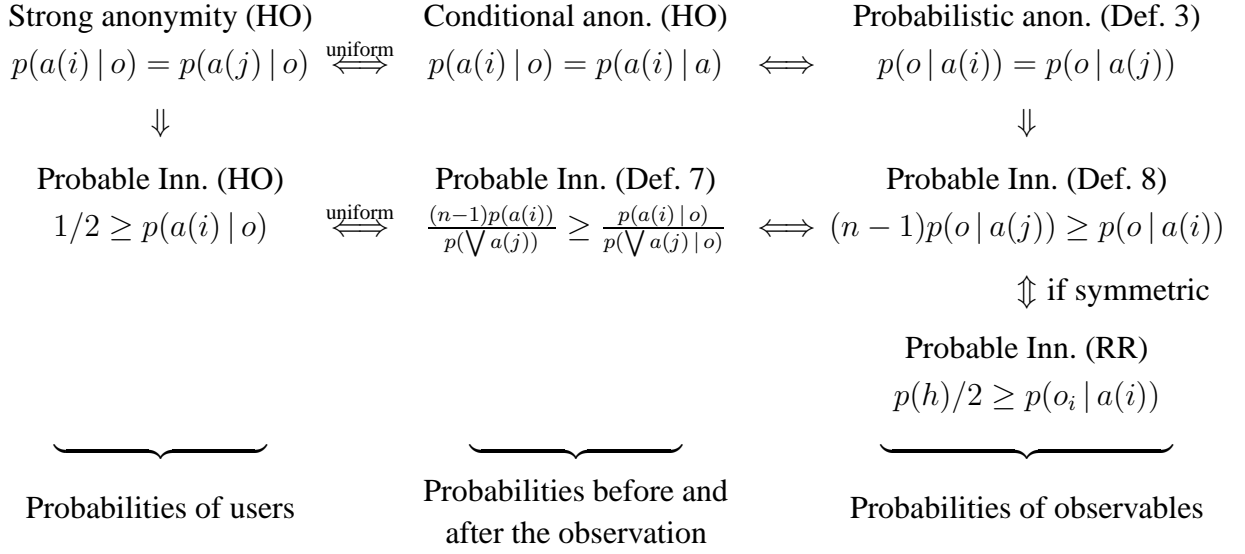 Strong anonymity (HO) Conditional anon. (HO) Probabilistic anon. (Def. 3)
p(a(i) | o) = p(a(j) | o) uniform ⟺ p(a(i) | o) = p(a(i) | a) ⟺ p(o | a(i)) = p(o | a(j))
⇓ ⇓
Probable Inn. (HO) Probable Inn. (Def. 7) Probable Inn. (Def. 8)
1/2 ≥ p(a(i) | o) uniform ⟺ (n−1)p(a(i)) / p(⋁ a(j)) ≥ p(a(i) | o) / p(⋁ a(j) | o) ⟺ (n − 1)p(o | a(j)) ≥ p(o | a(i))
⇕ if symmetric
Probable Inn. (RR)
p(h)/2 ≥ p(o_i | a(i))
Probabilities of users Probabilities before and after the observation Probabilities of observables